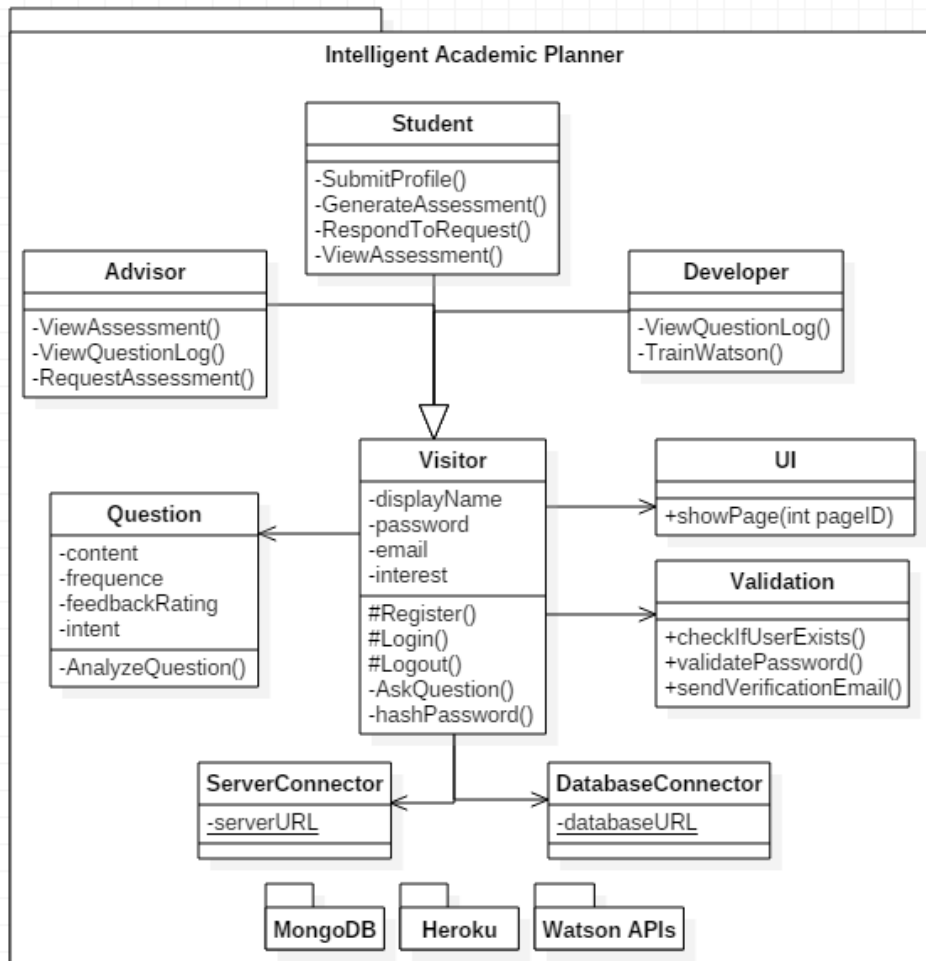 Intelligent Academic Planner
Student
-SubmitProfile()
-GenerateAssessment()
-RespondToRequest()
-ViewAssessment()
Advisor
-ViewAssessment()
-ViewQuestionLog()
-RequestAssessment()
Developer
-ViewQuestionLog()
-TrainWatson()
Visitor
-displayName
-password
-email
-interest
#Register()
#Login()
#Logout()
-AskQuestion()
-hashPassword()
UI
+showPage(int pageID)
Question
-content
-frequence
-feedbackRating
-intent
-AnalyzeQuestion()
Validation
+checkIfUserExists()
+validatePassword()
+sendVerificationEmail()
ServerConnector
-serverURL
DatabaseConnector
-databaseURL
MongoDB
Heroku
Watson APIs